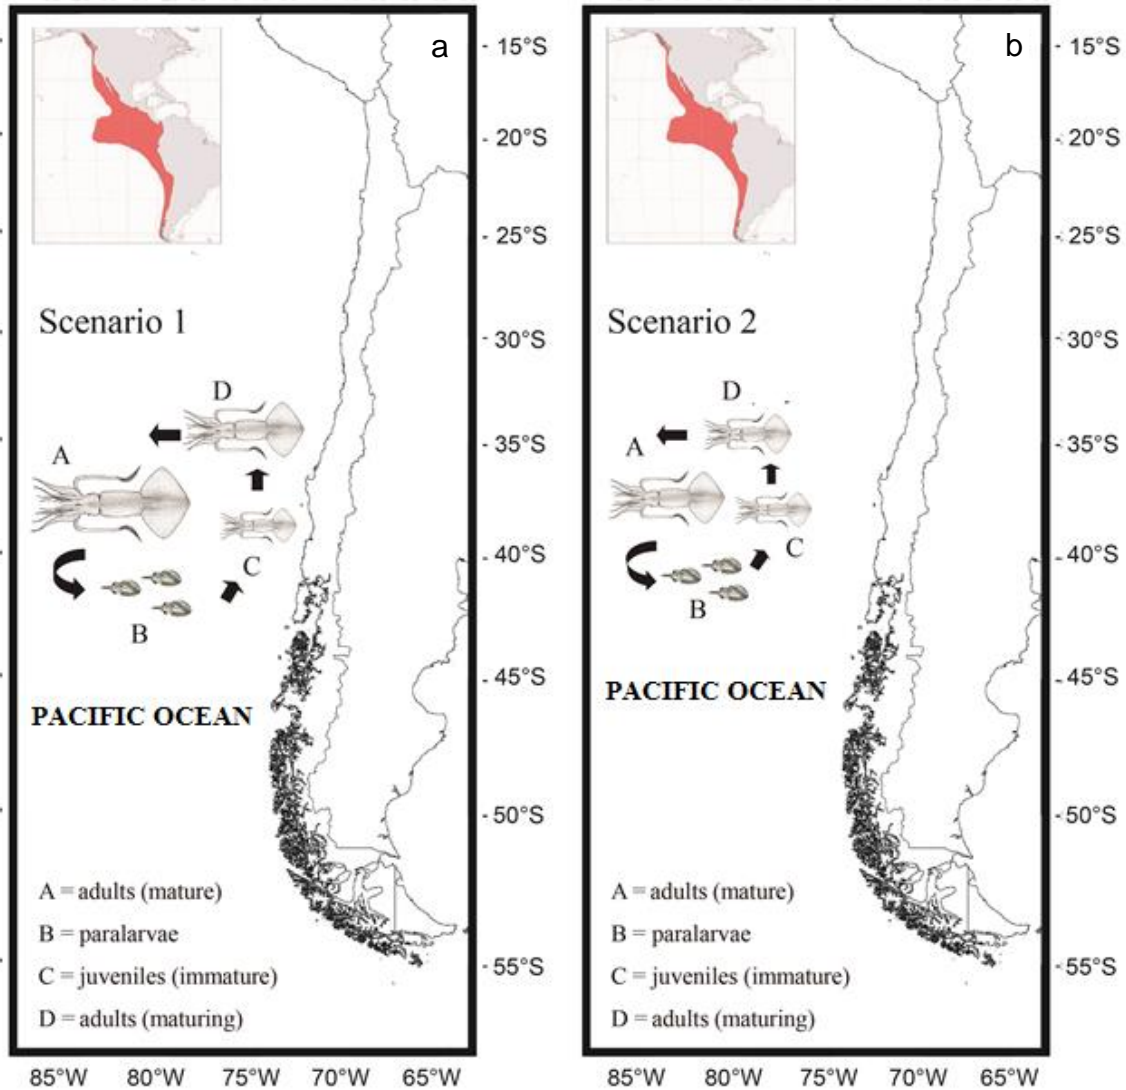 a
- 15°S
- 20°S
- 25°S
Scenario 1
- 30°S
D
- 35°S
A
- 40°S
C
B
- 45°S
PACIFIC OCEAN
- 50°S
A = adults (mature)
B = paralarvae
- 55°S
C = juveniles (immature)
D = adults (maturing)
85°W 80°W 75°W 70°W 65°W
b
- 15°S
- 20°S
- 25°S
Scenario 2
- 30°S
D
A
- 35°S
C
- 40°S
B
- 45°S
PACIFIC OCEAN
- 50°S
A = adults (mature)
B = paralarvae
- 55°S
C = juveniles (immature)
D = adults (maturing)
85°W 80°W 75°W 70°W 65°W